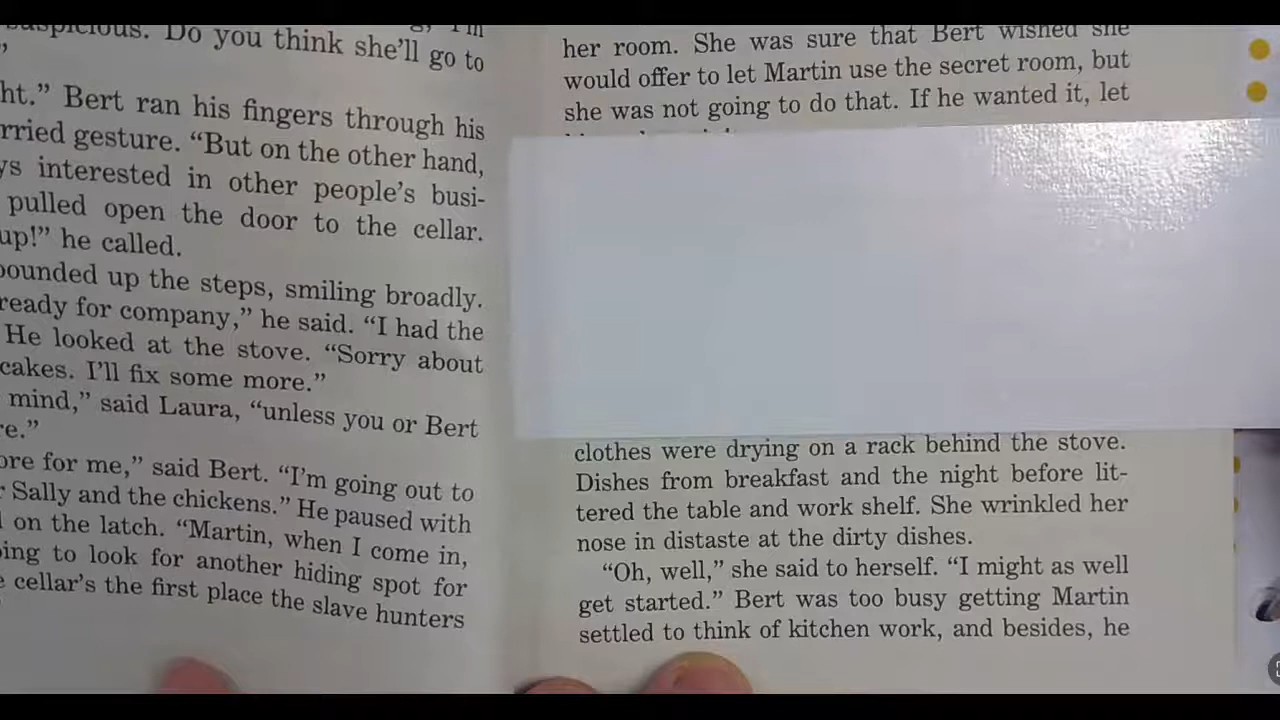 suspicious. Do you think she'll go to
ht." Bert ran his fingers through his
rried gesture. "But on the other hand,
ys interested in other people's busi-
pulled open the door to the cellar.
up!" he called.
bounded up the steps, smiling broadly.
ready for company," he said. "I had the
He looked at the stove. "Sorry about
cakes. I'll fix some more."
mind," said Laura, "unless you or Bert
re."
ore for me," said Bert. "I'm going out to
Sally and the chickens." He paused with
on the latch. "Martin, when I come in,
ing to look for another hiding spot for
cellar's the first place the slave hunters
her room. She was sure that Bert wished she
would offer to let Martin use the secret room, but
she was not going to do that. If he wanted it, let
clothes were drying on a rack behind the stove.
Dishes from breakfast and the night before lit-
tered the table and work shelf. She wrinkled her
nose in distaste at the dirty dishes.
"Oh, well," she said to herself. "I might as well
get started." Bert was too busy getting Martin
settled to think of kitchen work, and besides, he